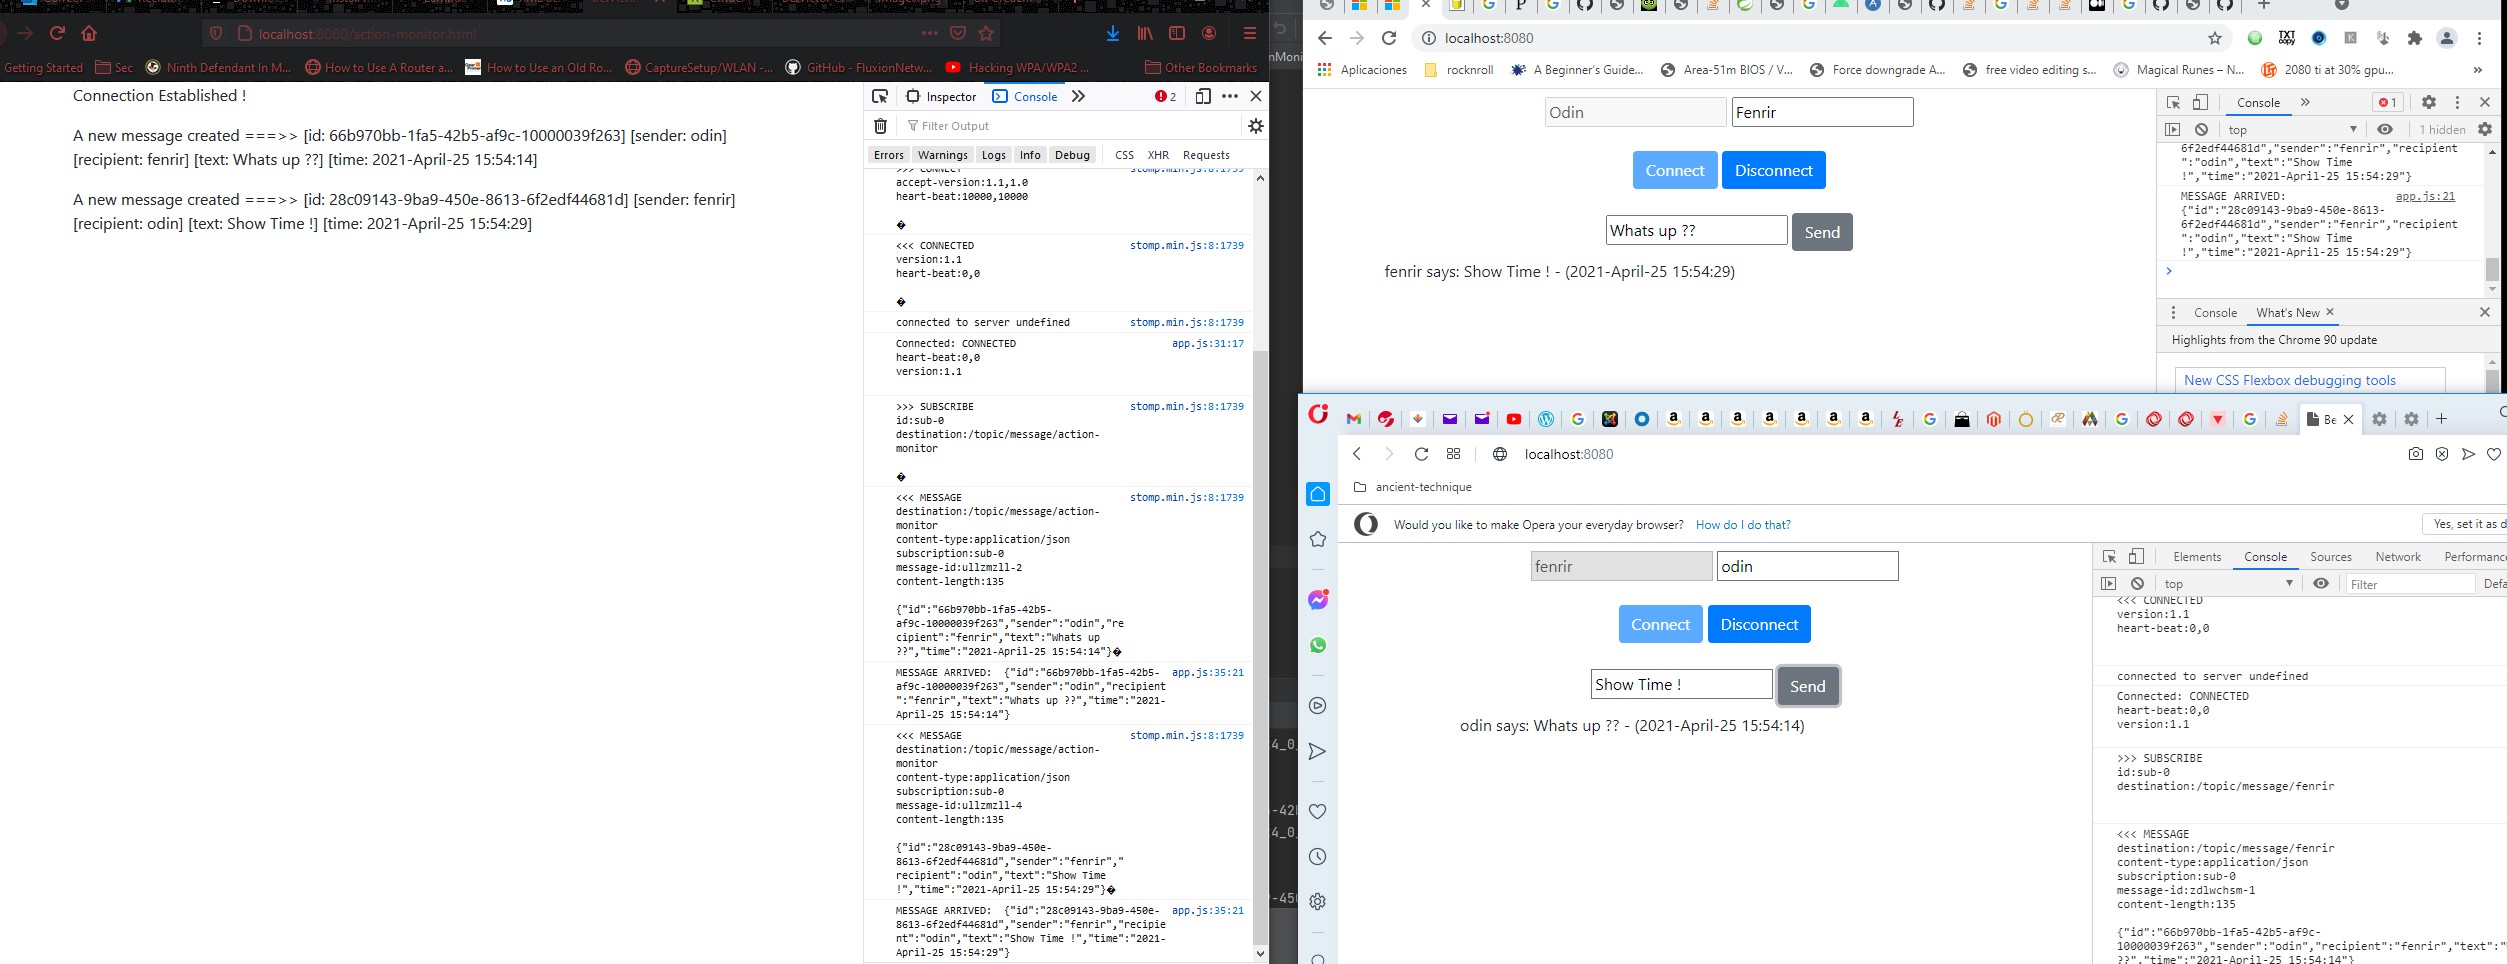 localhost:8080/action-monitor.html
Getting Started
Sec
Ninth Defendant In M...
How to Use A Router a...
How to Use an Old Ro...
CaptureSetup/WLAN -...
GitHub - FluxionNetw...
Hacking WPA/WPA2 ...
Other Bookmarks
Connection Established !
A new message created ===>> [id: 66b970bb-1fa5-42b5-af9c-10000039f263] [sender: odin]
[recipient: fenrir] [text: Whats up ??] [time: 2021-April-25 15:54:14]
A new message created ===>> [id: 28c09143-9ba9-450e-8613-6f2edf44681d] [sender: fenrir]
[recipient: odin] [text: Show Time !] [time: 2021-April-25 15:54:29]
Inspector
Console
2
Filter Output
Errors
Warnings
Logs
Info
Debug
CSS
XHR
Requests
>>> CONNECT stomp.min.js:8:1739
accept-version:1.1,1.0
heart-beat:10000,10000
�
<<< CONNECTED stomp.min.js:8:1739
version:1.1
heart-beat:0,0
�
connected to server undefined stomp.min.js:8:1739
Connected: CONNECTED app.js:31:17
heart-beat:0,0
version:1.1
>>> SUBSCRIBE stomp.min.js:8:1739
id:sub-0
destination:/topic/message/action-
monitor
�
<<< MESSAGE stomp.min.js:8:1739
destination:/topic/message/action-
monitor
content-type:application/json
subscription:sub-0
message-id:ullzmzll-2
content-length:135
{"id":"66b970bb-1fa5-42b5-
af9c-10000039f263","sender":"odin","re
cipient":"fenrir","text":"Whats up
??","time":"2021-April-25 15:54:14"}�
MESSAGE ARRIVED:  {"id":"66b970bb-1fa5-42b5- app.js:35:21
af9c-10000039f263","sender":"odin","recipient
":"fenrir","text":"Whats up ??","time":"2021-
April-25 15:54:14"}
<<< MESSAGE stomp.min.js:8:1739
destination:/topic/message/action-
monitor
content-type:application/json
subscription:sub-0
message-id:ullzmzll-4
content-length:135
{"id":"28c09143-9ba9-450e-
8613-6f2edf44681d","sender":"fenrir","
recipient":"odin","text":"Show Time
!","time":"2021-April-25 15:54:29"}�
MESSAGE ARRIVED:  {"id":"28c09143-9ba9-450e- app.js:35:21
8613-6f2edf44681d","sender":"fenrir","recipie
nt":"odin","text":"Show Time !","time":"2021-
April-25 15:54:29"}
localhost:8080
Aplicaciones
rocknroll
A Beginner's Guide...
Area-51m BIOS / V...
Force downgrade A...
free video editing s...
Magical Runes – N...
2080 ti at 30% gpu...
Odin
Fenrir
Connect
Disconnect
Whats up ??
Send
fenrir says: Show Time ! - (2021-April-25 15:54:29)
Console
1
top
1 hidden
6f2edf44681d","sender":"fenrir","recipient
":"odin","text":"Show Time
!","time":"2021-April-25 15:54:29"}
MESSAGE ARRIVED: app.js:21
{"id":"28c09143-9ba9-450e-8613-
6f2edf44681d","sender":"fenrir","recipient
":"odin","text":"Show Time
!","time":"2021-April-25 15:54:29"}
Console
What's New
Highlights from the Chrome 90 update
New CSS Flexbox debugging tools
Be
localhost:8080
ancient-technique
Would you like to make Opera your everyday browser?
How do I do that?
Yes, set it as d
fenrir
odin
Connect
Disconnect
Show Time !
Send
odin says: Whats up ?? - (2021-April-25 15:54:14)
Elements
Console
Sources
Network
Performance
top
Filter
Defa
<<< CONNECTED
version:1.1
heart-beat:0,0
connected to server undefined
Connected: CONNECTED
heart-beat:0,0
version:1.1
>>> SUBSCRIBE
id:sub-0
destination:/topic/message/fenrir
<<< MESSAGE
destination:/topic/message/fenrir
content-type:application/json
subscription:sub-0
message-id:zdlwchsm-1
content-length:135
{"id":"66b970bb-1fa5-42b5-af9c-
10000039f263","sender":"odin","recipient":"fenrir","text":"
??","time":"2021-April-25 15:54:14"}